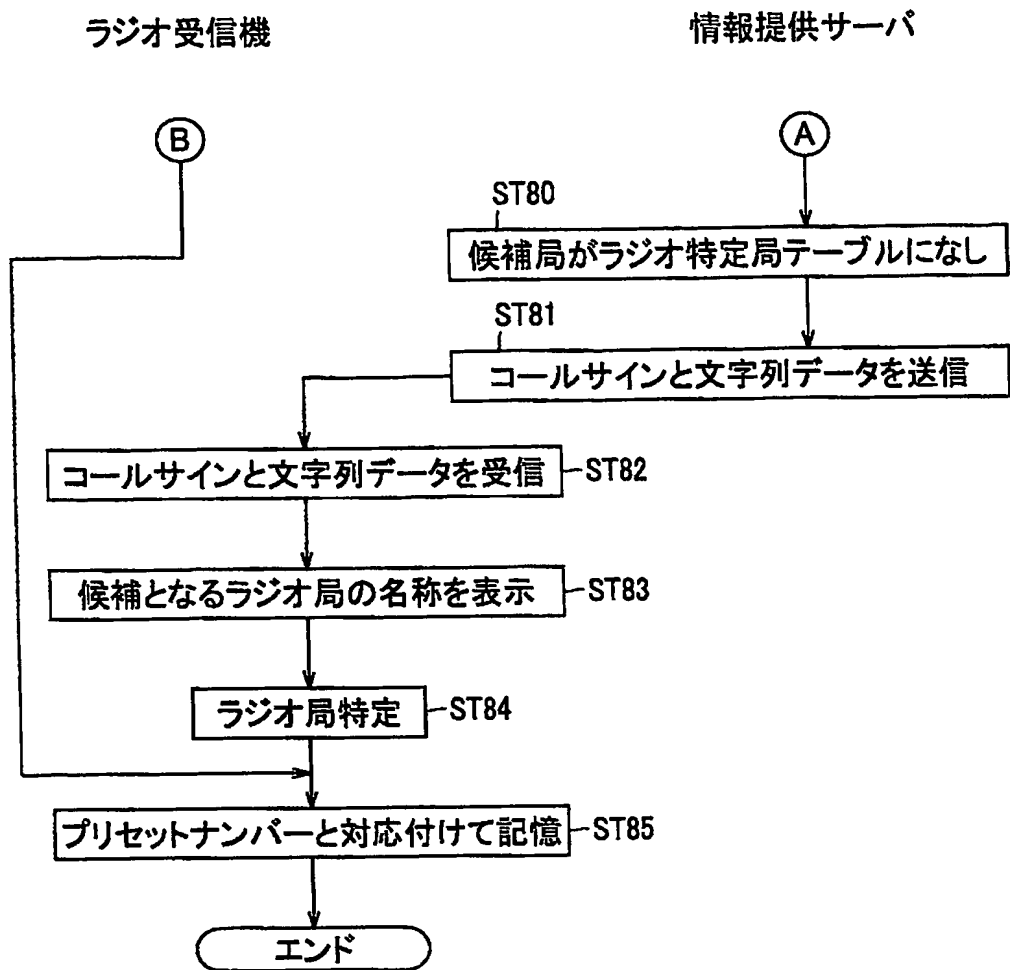 ラジオ受信機
情報提供サーバ
B
A
ST80
候補局がラジオ特定局テーブルになし
ST81
コールサインと文字列データを送信
コールサインと文字列データを受信
ST82
候補となるラジオ局の名称を表示
ST83
ラジオ局特定
ST84
プリセットナンバーと対応付けて記憶
ST85
エンド